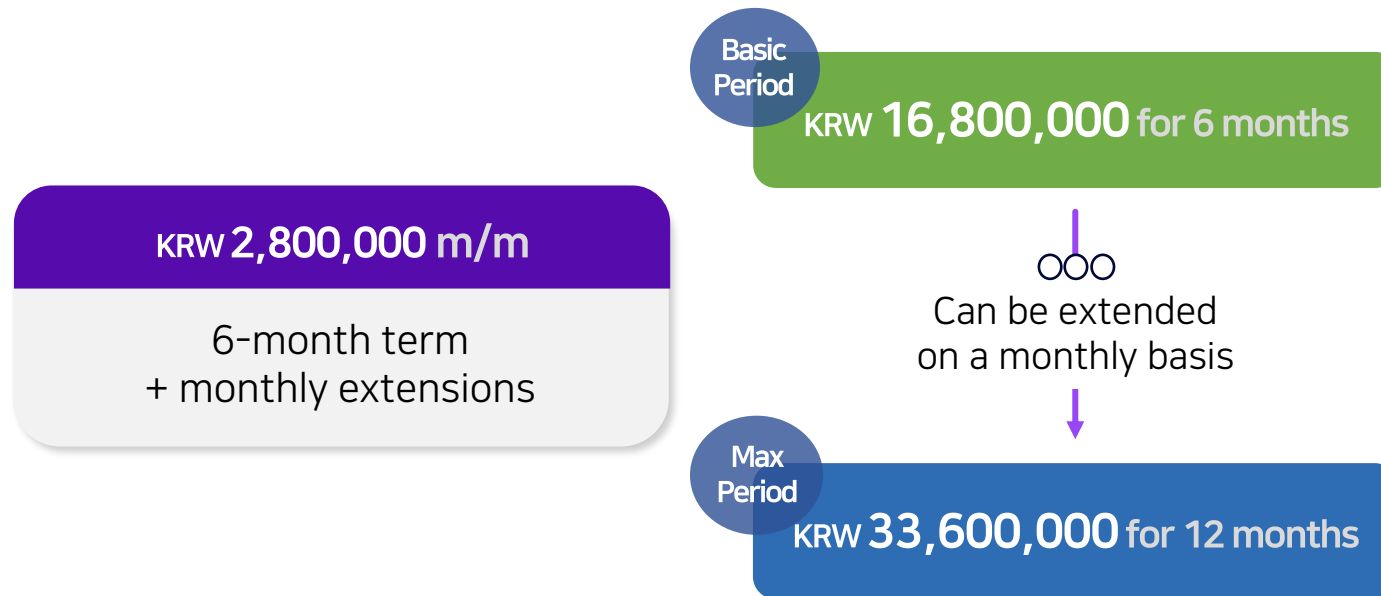 KRW 2,800,000 m/m
6-month term
+ monthly extensions
Basic
Period
KRW 16,800,000 for 6 months
Can be extended
on a monthly basis
Max
Period
KRW 33,600,000 for 12 months